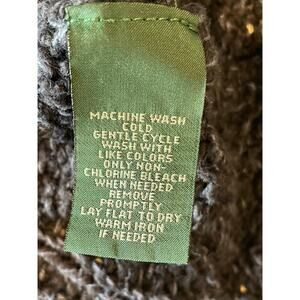 MACHINE WASH
COLD
GENTLE CYCLE
WASH WITH
LIKE COLORS
ONLY NON-
CHLORINE BLEACH
WHEN NEEDED
REMOVE
PROMPTLY
LAY FLAT TO DRY
WARM IRON
IF NEEDED